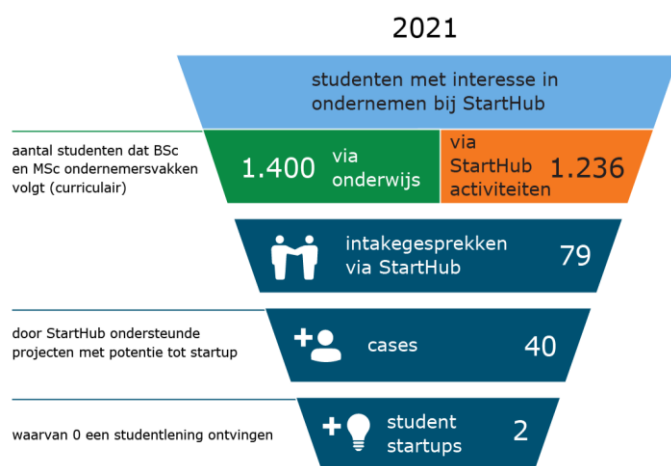 2021
studenten met interesse in
ondernemen bij StartHub
aantal studenten dat BSc
en MSc ondernemersvakken
volgt (curriculair)
1.400 via
onderwijs
via
StartHub
activiteiten
1.236
intakegesprekken
via StartHub
79
door StartHub ondersteunde
projecten met potentie tot startup
cases
40
waarvan 0 een studentlening ontvingen
student
startups
2